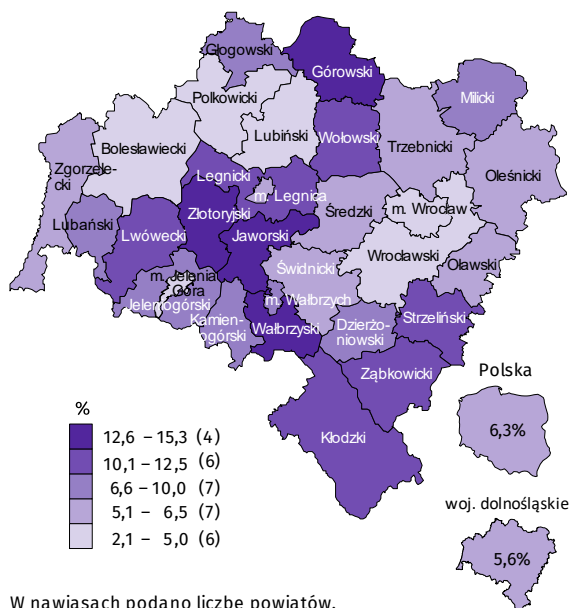 Głogowski
Górowski
Polkowicki
Milicki
Lubiński
Wołowski
Trzebnicki
Bolesławiecki
Zgorzele-
cki
Legnicki
m. Legnica
Oleśnicki
Lubański
Złotoryjski
Średzki
m. Wrocław
Lwówecki
Jaworski
Wrocławski
Oławski
m. Jelenia
Góra
Świdnicki
Jeleniogórski
m. Wałbrzych
Kamien-
nogórski
Wałbrzyski
Dzierżo-
niowski
Strzeliński
Ząbkowicki
Kłodzki
Polska
6,3%
woj. dolnośląskie
5,6%
%
12,6 – 15,3 (4)
10,1 – 12,5 (6)
6,6 – 10,0 (7)
5,1 – 6,5 (7)
2,1 – 5,0 (6)
W nawiasach podano liczbę powiatów.